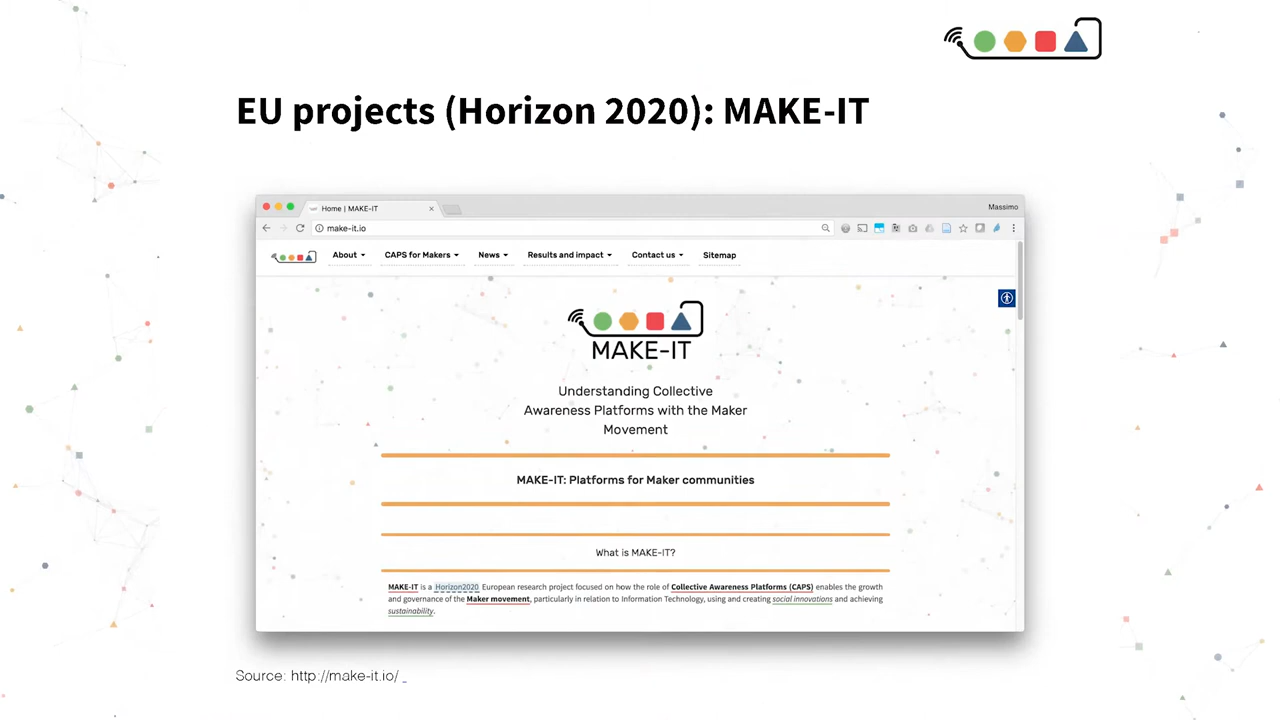 EU projects (Horizon 2020): MAKE-IT
Home | MAKE-IT
Massimo
make-it.io
About
CAPS for Makers
News
Results and impact
Contact us
Sitemap
MAKE-IT
Understanding Collective
Awareness Platforms with the Maker
Movement
MAKE-IT: Platforms for Maker communities
What is MAKE-IT?
MAKE-IT is a Horizon2020 European research project focused on how the role of Collective Awareness Platforms (CAPS) enables the growth
and governance of the Maker movement, particularly in relation to Information Technology, using and creating social innovations and achieving
sustainability.
Source: http://make-it.io/ _